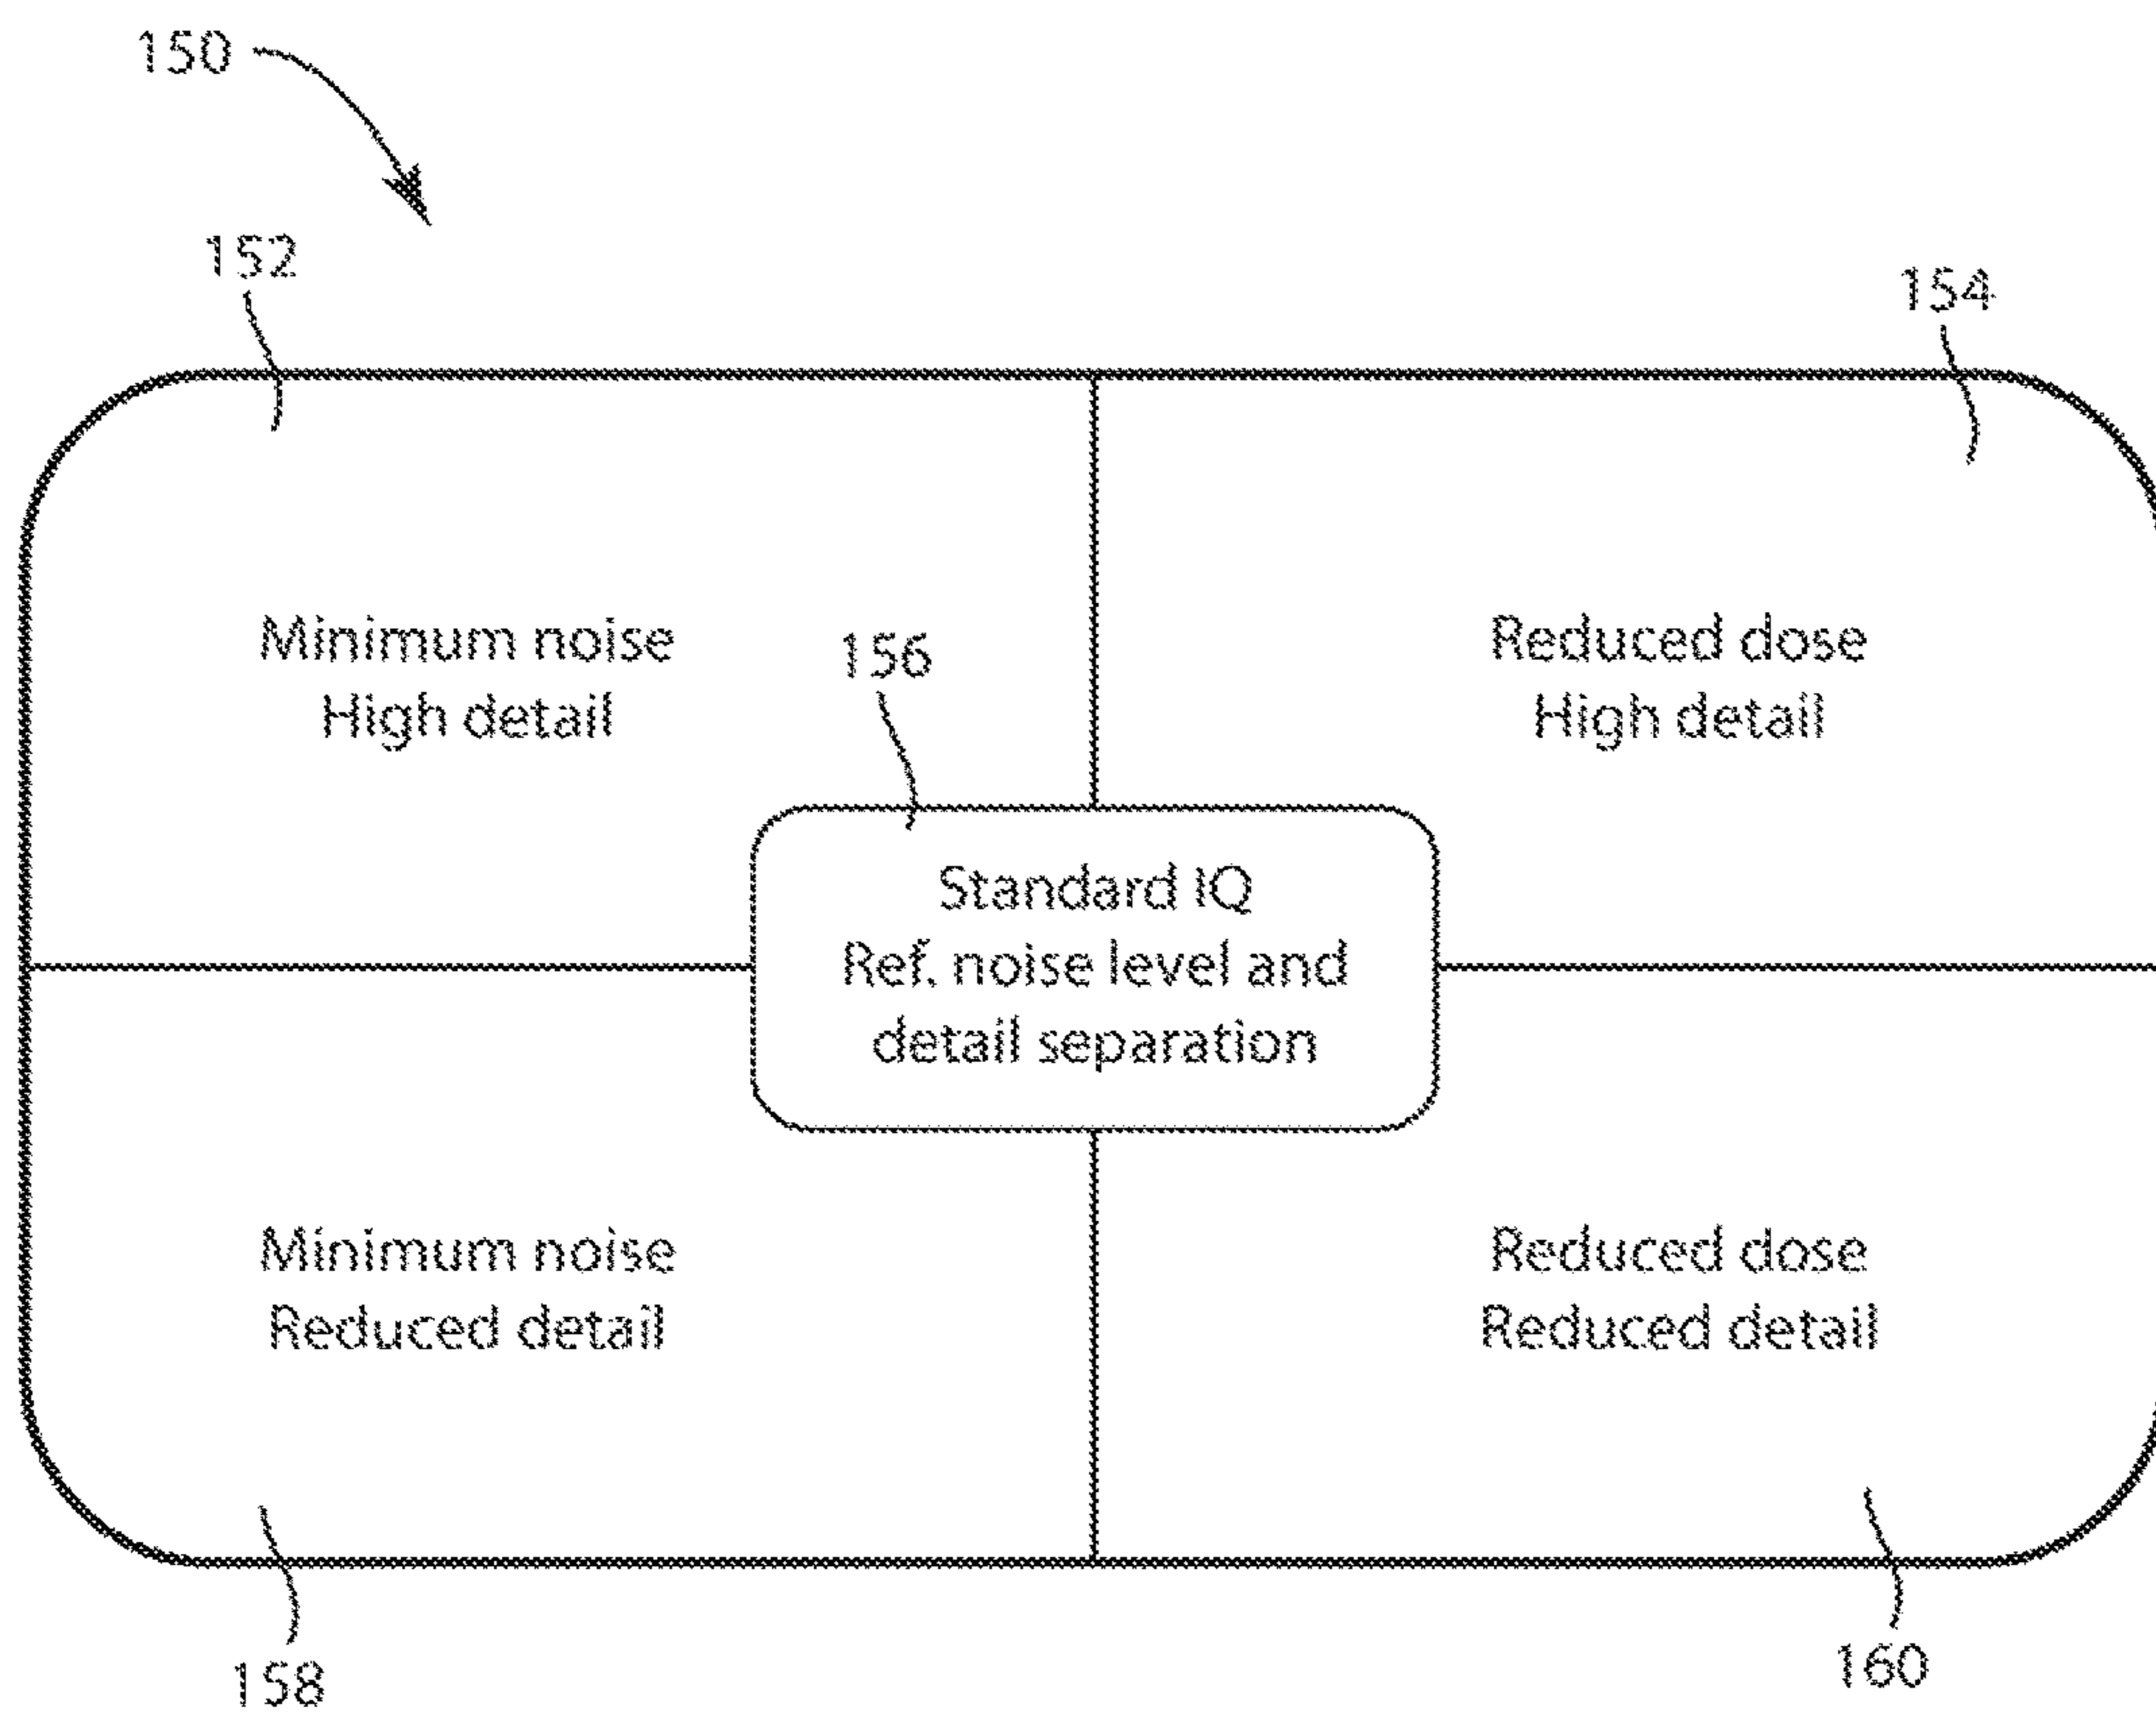 150
152
154
Minimum noise
High detail
156
Reduced dose
High detail
Standard IQ
Ref. noise level and
detail separation
Minimum noise
Reduced detail
Reduced dose
Reduced detail
158
160